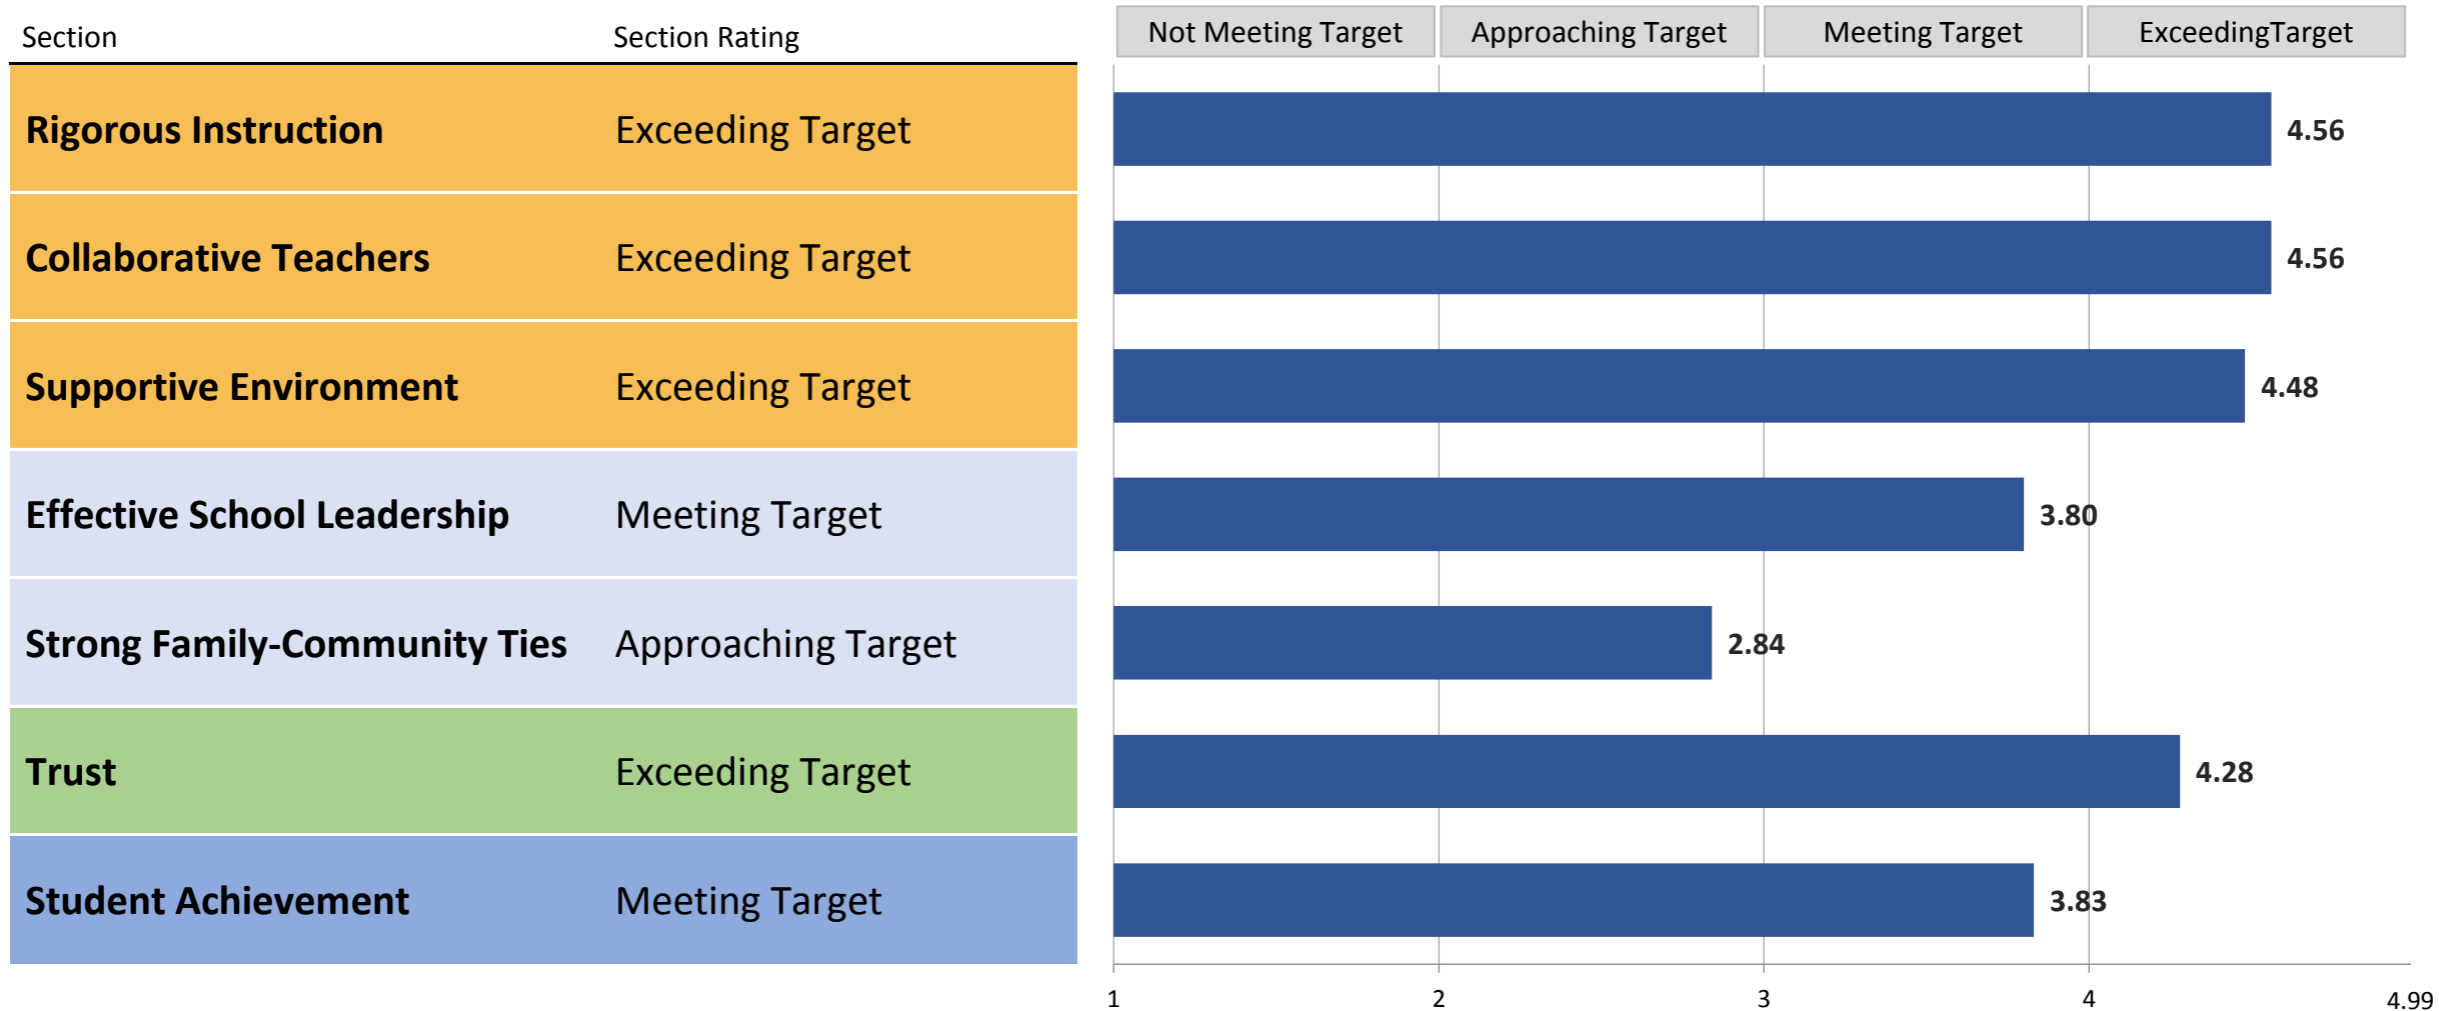 Section Section Rating Not Meeting Target Approaching Target Meeting Target ExceedingTarget
Rigorous Instruction Exceeding Target 4.56
Collaborative Teachers Exceeding Target 4.56
Supportive Environment Exceeding Target 4.48
Effective School Leadership Meeting Target 3.80
Strong Family-Community Ties Approaching Target 2.84
Trust Exceeding Target 4.28
Student Achievement Meeting Target 3.83
1 2 3 4 4.99